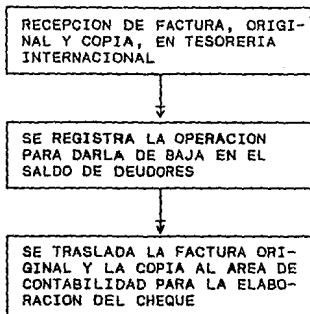 RECEPCION DE FACTURA, ORIGI-
NAL Y COPIA, EN TESORERIA
INTERNACIONAL
SE REGISTRA LA OPERACION
PARA DARLA DE BAJA EN EL
SALDO DE DEUDORES
SE TRASLADA LA FACTURA ORI-
GINAL Y LA COPIA AL AREA DE
CONTABILIDAD PARA LA ELABO-
RACION DEL CHEQUE